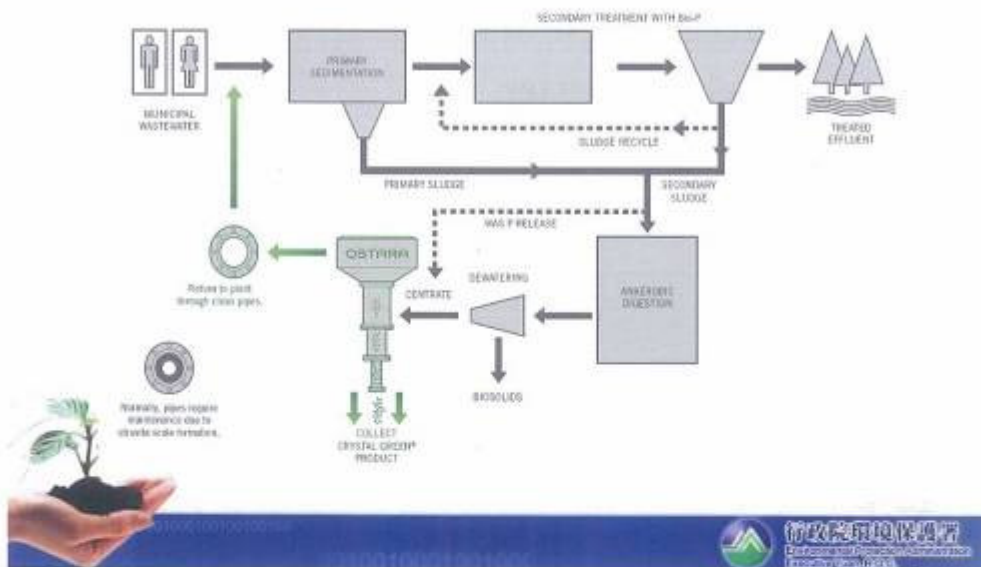 SECONDARY TREATMENT WITH Bio-P
PRIMARY
SEDIMENTATION
MUNICIPAL
WASTEWATER
TREATED
EFFLUENT
SLUDGE RECYCLE
PRIMARY SLUDGE
SECONDARY
SLUDGE
WAS P RELEASE
OSTARA
Return to plant
through clean pipes.
DEWATERING
CENTRATE
ANAEROBIC
DIGESTION
BIOSOLIDS
Normally, pipes require
maintenance due to
struvite scale formation.
COLLECT
CRYSTAL GREEN®
PRODUCT
行政院環境保護署
Environmental Protection Administration
Executive Yuan